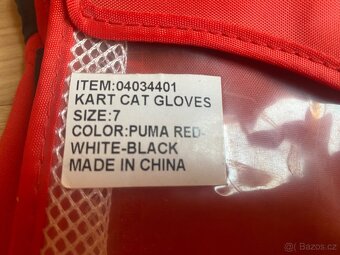 ITEM:04034401
KART CAT GLOVES
SIZE:7
COLOR:PUMA RED-
WHITE-BLACK
MADE IN CHINA
Bazos.cz